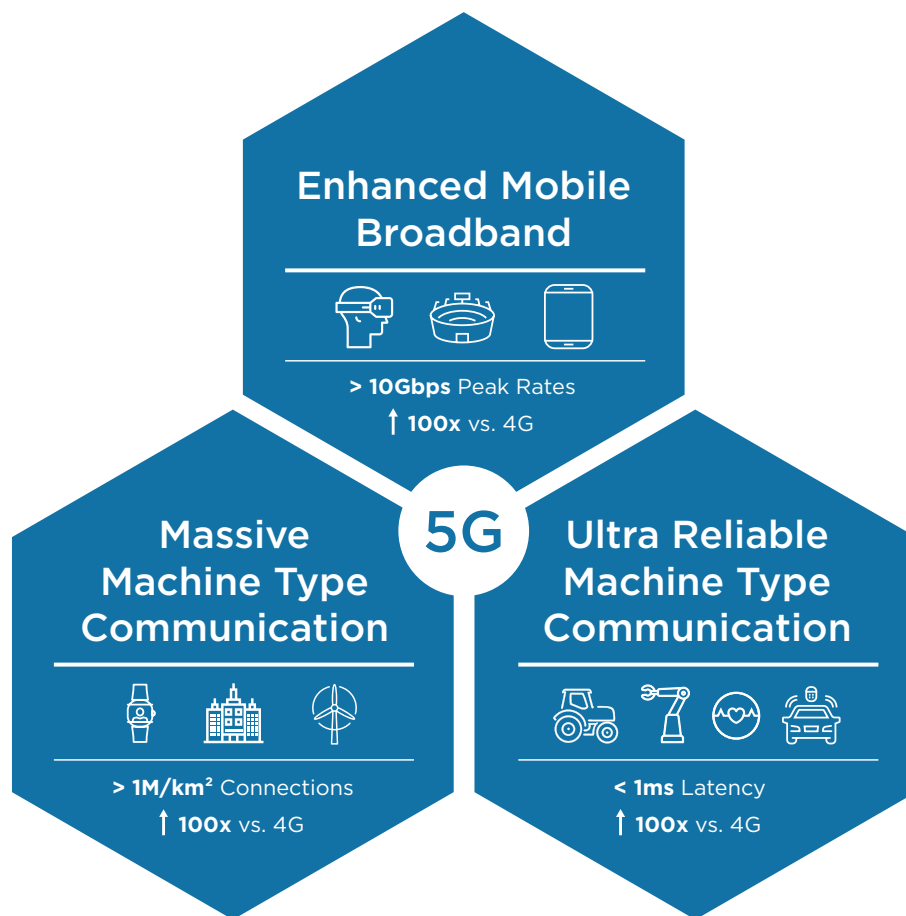 Enhanced Mobile
Broadband
> 10Gbps Peak Rates
↑ 100x vs. 4G
5G
Massive
Machine Type
Communication
> 1M/km² Connections
↑ 100x vs. 4G
Ultra Reliable
Machine Type
Communication
< 1ms Latency
↑ 100x vs. 4G